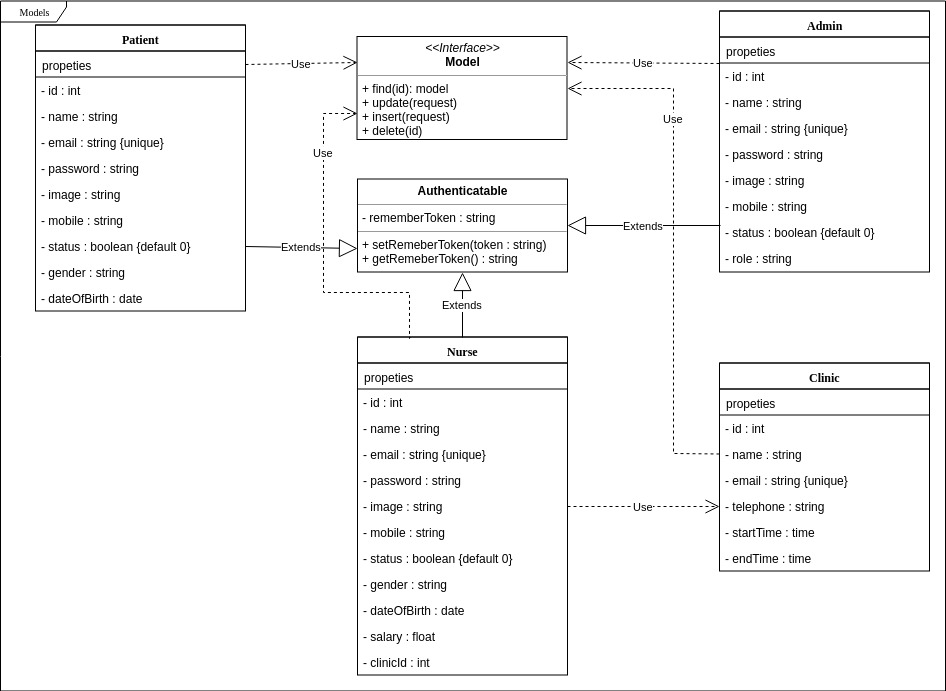 Models
Patient
propeties
- id : int
- name : string
- email : string {unique}
- password : string
- image : string
- mobile : string
- status : boolean {default 0}
- gender : string
- dateOfBirth : date
Use
<<Interface>>
Model
+ find(id): model
+ update(request)
+ insert(request)
+ delete(id)
Use
Admin
propeties
- id : int
- name : string
- email : string {unique}
- password : string
- image : string
- mobile : string
- status : boolean {default 0}
- role : string
Use
Use
Authenticatable
- rememberToken : string
+ setRemeberToken(token : string)
+ getRemeberToken() : string
Extends
Extends
Extends
Nurse
propeties
- id : int
- name : string
- email : string {unique}
- password : string
- image : string
- mobile : string
- status : boolean {default 0}
- gender : string
- dateOfBirth : date
- salary : float
- clinicId : int
Use
Clinic
propeties
- id : int
- name : string
- email : string {unique}
- telephone : string
- startTime : time
- endTime : time